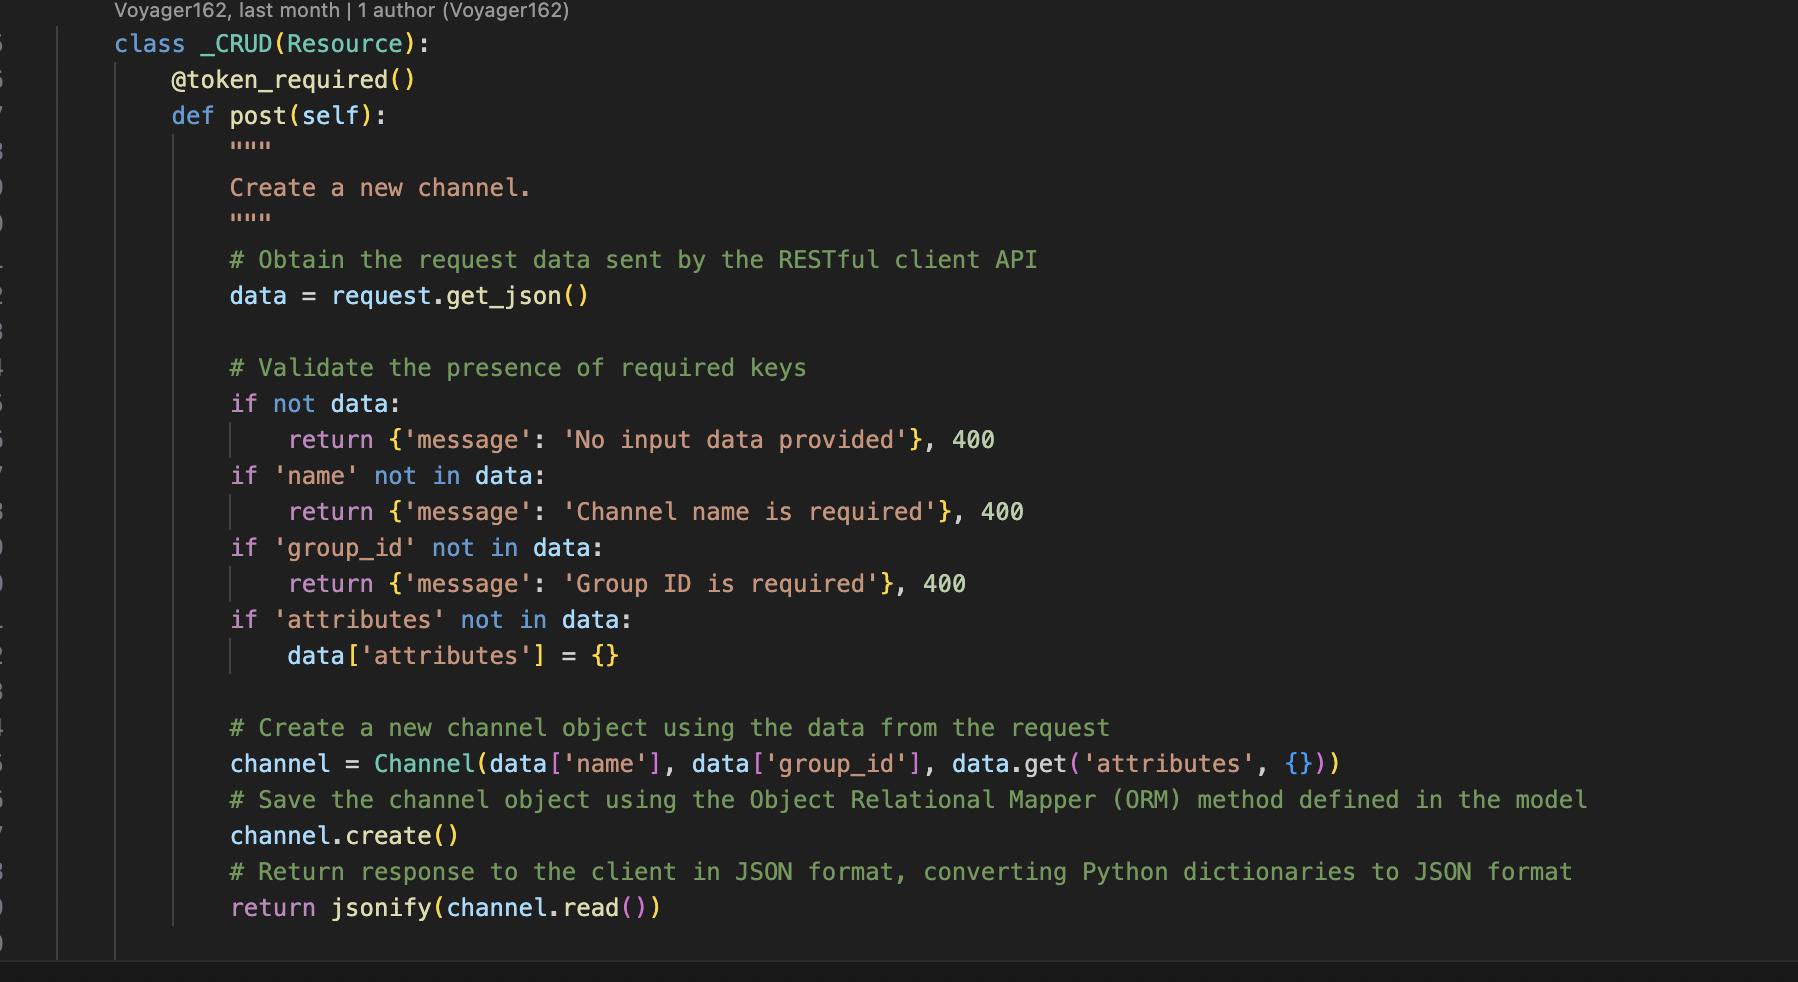 Voyager162, last month | 1 author (Voyager162)
class _CRUD(Resource):
@token_required()
def post(self):
"""
Create a new channel.
"""
# Obtain the request data sent by the RESTful client API
data = request.get_json()
# Validate the presence of required keys
if not data:
return {'message': 'No input data provided'}, 400
if 'name' not in data:
return {'message': 'Channel name is required'}, 400
if 'group_id' not in data:
return {'message': 'Group ID is required'}, 400
if 'attributes' not in data:
data['attributes'] = {}
# Create a new channel object using the data from the request
channel = Channel(data['name'], data['group_id'], data.get('attributes', {}))
# Save the channel object using the Object Relational Mapper (ORM) method defined in the model
channel.create()
# Return response to the client in JSON format, converting Python dictionaries to JSON format
return jsonify(channel.read())